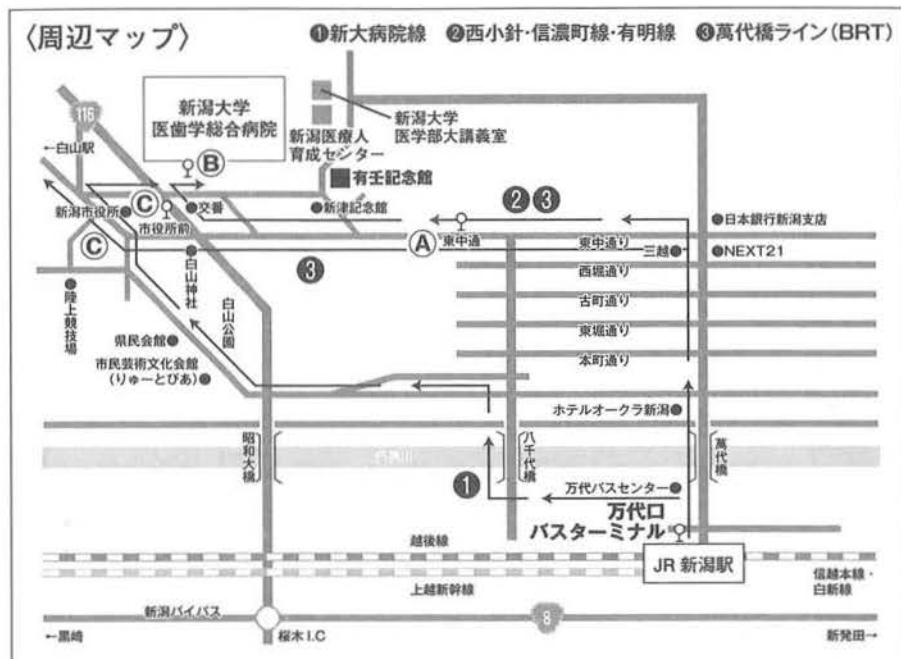 〈周辺マップ〉
❶新大病院線 ❷西小針・信濃町線・有明線 ❸萬代橋ライン(BRT)
116
新潟大学
医歯学総合病院
新潟大学
医学部大講義室
新潟医療人
育成センター
←白山駅
Ⓑ
有壬記念館
新潟市役所
Ⓒ
市役所前
交番
新津記念館
❷❸
日本銀行新潟支店
Ⓒ
Ⓐ
東中通
東中通り
三越
NEXT21
❸
西堀通り
白山神社
古町通り
陸上競技場
白山公園
東堀通り
県民会館
本町通り
市民芸術文化会館
(りゅーとぴあ)
ホテルオークラ新潟
昭和大橋
八千代橋
萬代橋
❶
万代バスセンター
万代口
バスターミナル
越後線
JR 新潟駅
上越新幹線
信越本線・
白新線
新潟バイパス
8
←黒崎
桜木I.C
新発田→